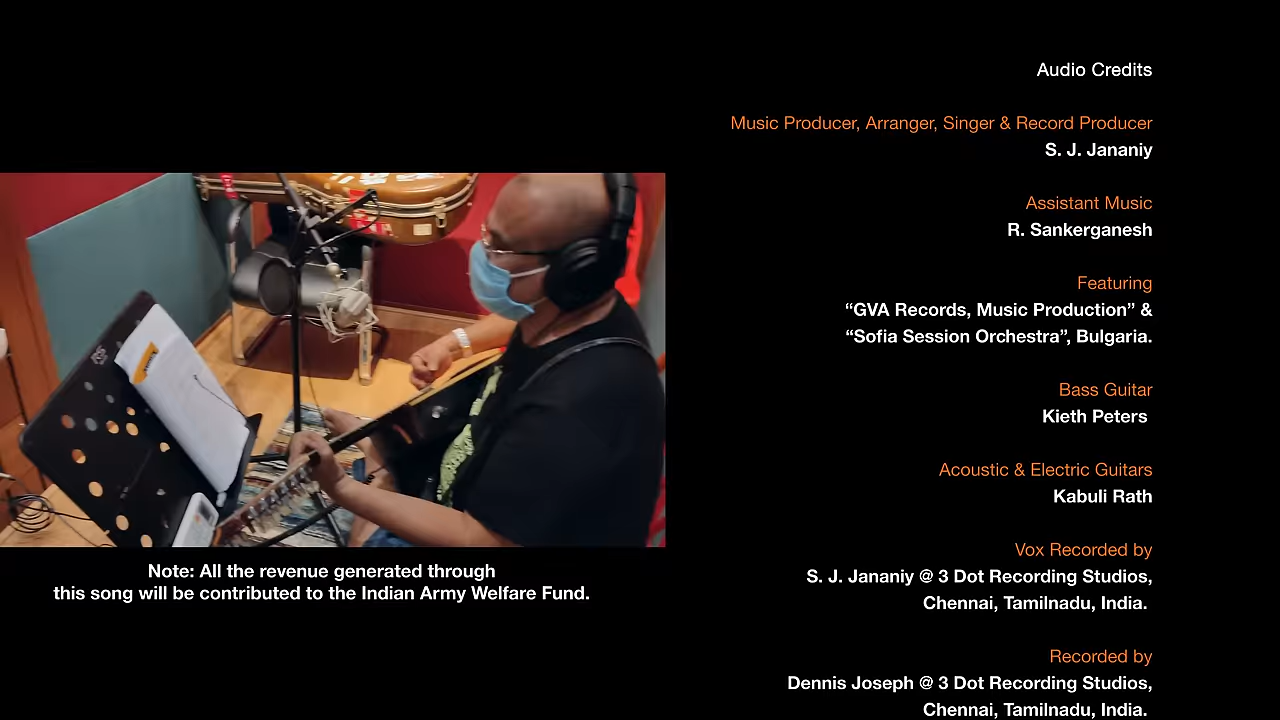 Audio Credits
Music Producer, Arranger, Singer & Record Producer
S. J. Jananiy
Assistant Music
R. Sankerganesh
Featuring
“GVA Records, Music Production” &
“Sofia Session Orchestra”, Bulgaria.
Bass Guitar
Kieth Peters
Acoustic & Electric Guitars
Kabuli Rath
Vox Recorded by
S. J. Jananiy @ 3 Dot Recording Studios,
Chennai, Tamilnadu, India.
Recorded by
Dennis Joseph @ 3 Dot Recording Studios,
Chennai, Tamilnadu, India.
Note: All the revenue generated through
this song will be contributed to the Indian Army Welfare Fund.